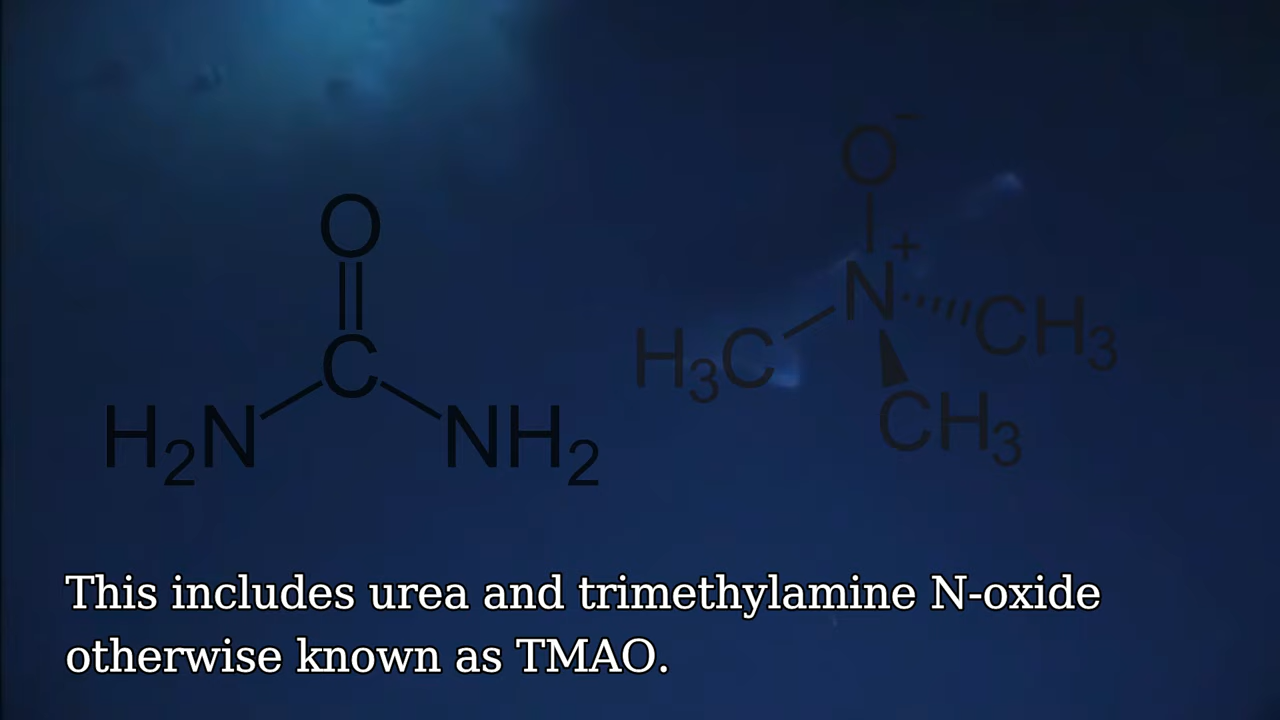 O
C
H₂N NH₂
O⁻
N⁺
H₃C CH₃
CH₃
This includes urea and trimethylamine N-oxide
otherwise known as TMAO.